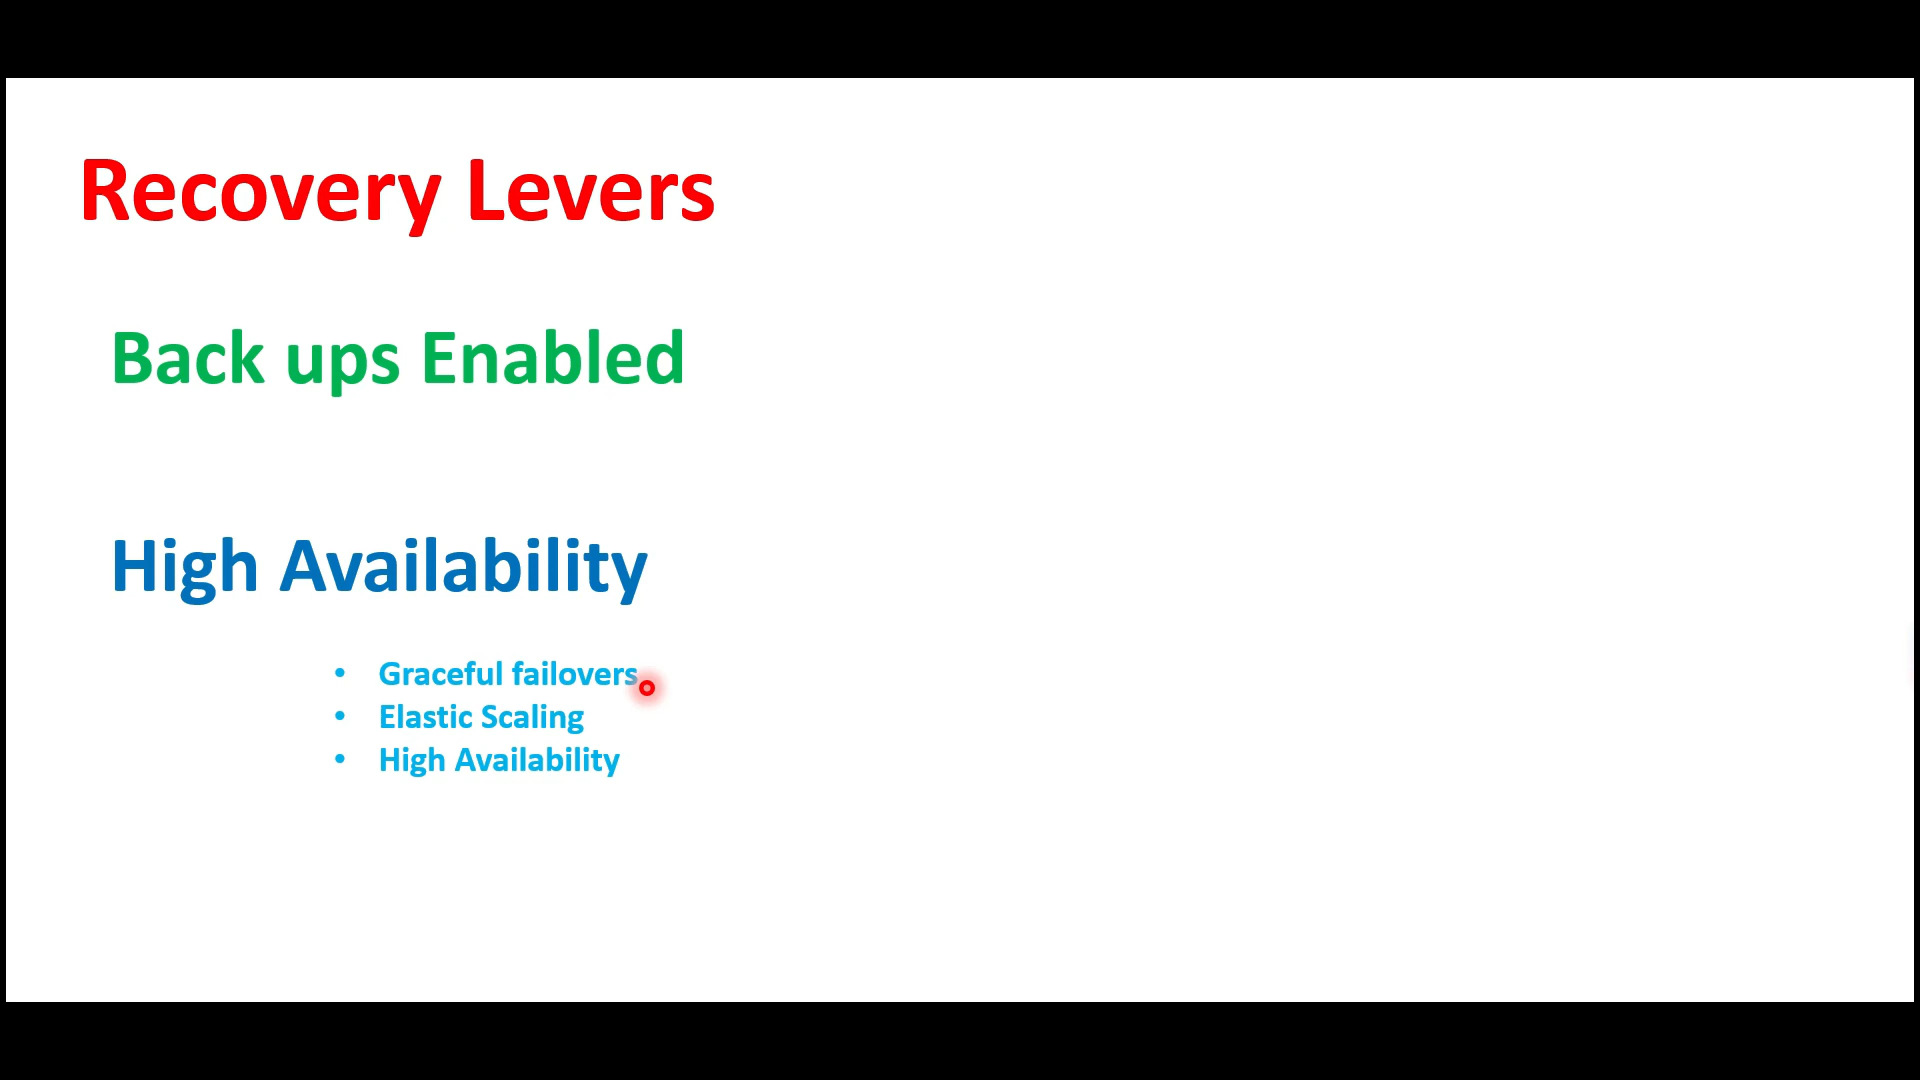 Recovery Levers
Back ups Enabled
High Availability
• Graceful failovers
• Elastic Scaling
• High Availability